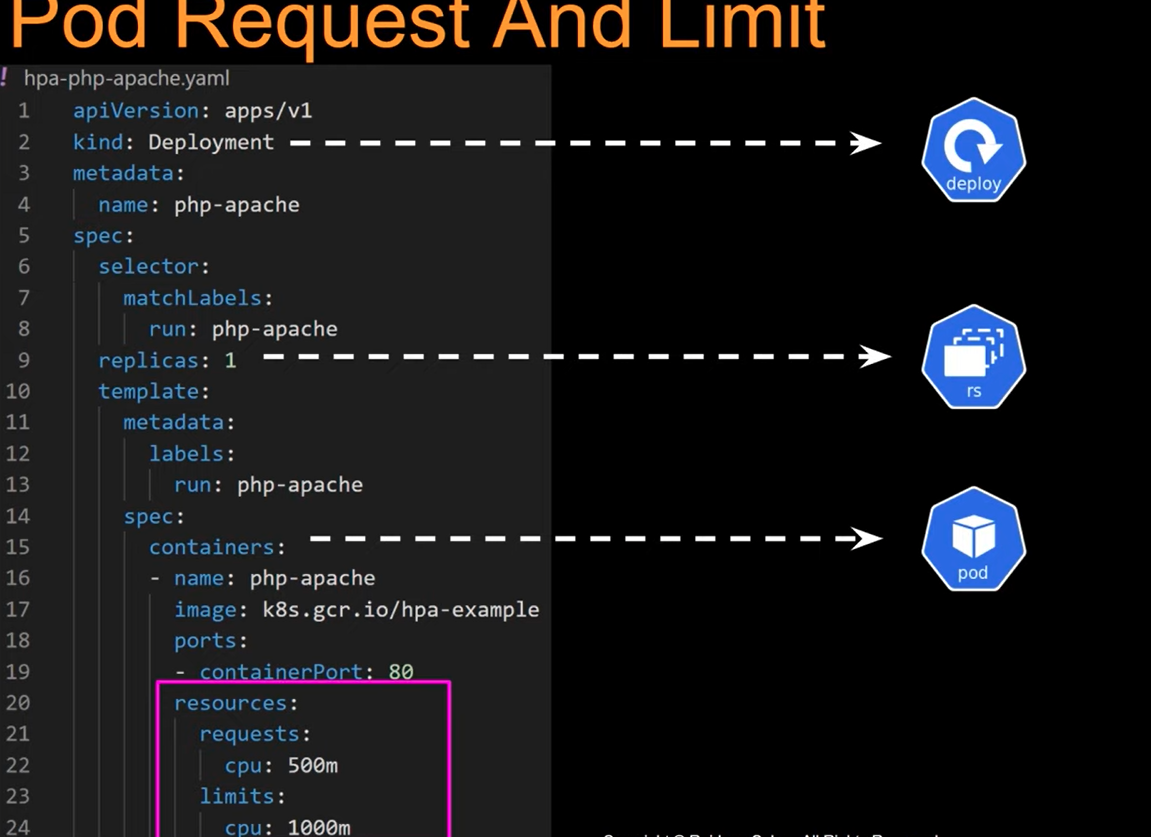 Pod Request And Limit
! hpa-php-apache.yaml
1 apiVersion: apps/v1
2 kind: Deployment
deploy
3 metadata:
4 name: php-apache
5 spec:
6 selector:
7 matchLabels:
8 run: php-apache
9 replicas: 1
rs
10 template:
11 metadata:
12 labels:
13 run: php-apache
14 spec:
15 containers:
pod
16 - name: php-apache
17 image: k8s.gcr.io/hpa-example
18 ports:
19 - containerPort: 80
20 resources:
21 requests:
22 cpu: 500m
23 limits:
24 cpu: 1000m